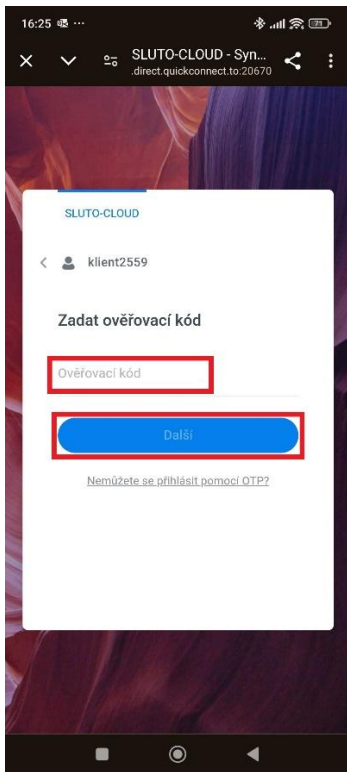 16:25
71
SLUTO-CLOUD - Syn...
.direct.quickconnect.to:20670
SLUTO-CLOUD
klient2559
Zadat ověřovací kód
Ověřovací kód
Další
Nemůžete se přihlásit pomocí OTP?